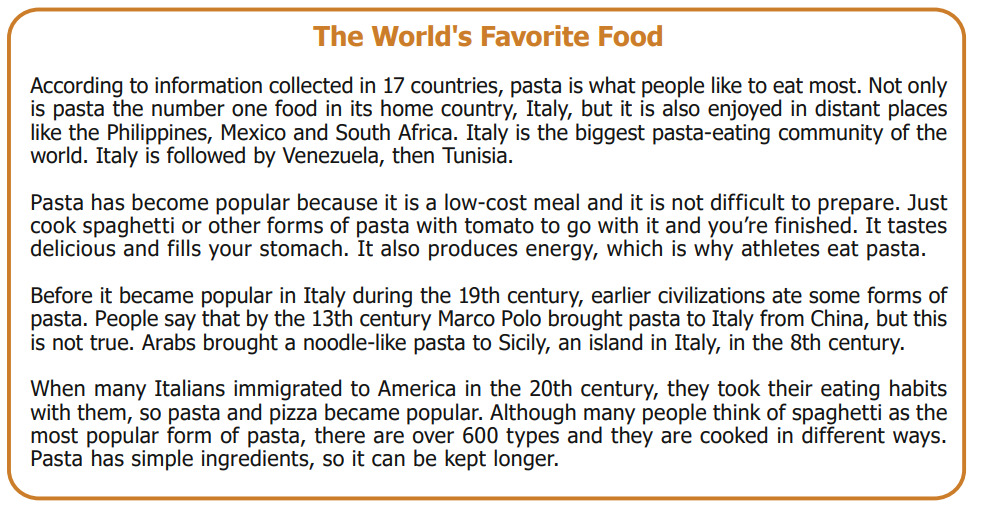 The World's Favorite Food
According to information collected in 17 countries, pasta is what people like to eat most. Not only
is pasta the number one food in its home country, Italy, but it is also enjoyed in distant places
like the Philippines, Mexico and South Africa. Italy is the biggest pasta-eating community of the
world. Italy is followed by Venezuela, then Tunisia.
Pasta has become popular because it is a low-cost meal and it is not difficult to prepare. Just
cook spaghetti or other forms of pasta with tomato to go with it and you’re finished. It tastes
delicious and fills your stomach. It also produces energy, which is why athletes eat pasta.
Before it became popular in Italy during the 19th century, earlier civilizations ate some forms of
pasta. People say that by the 13th century Marco Polo brought pasta to Italy from China, but this
is not true. Arabs brought a noodle-like pasta to Sicily, an island in Italy, in the 8th century.
When many Italians immigrated to America in the 20th century, they took their eating habits
with them, so pasta and pizza became popular. Although many people think of spaghetti as the
most popular form of pasta, there are over 600 types and they are cooked in different ways.
Pasta has simple ingredients, so it can be kept longer.